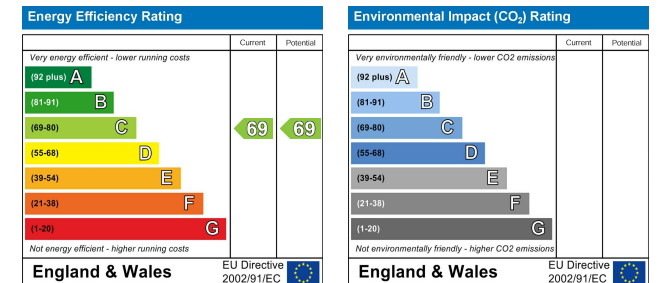 Energy Efficiency Rating
Current Potential
Very energy efficient - lower running costs
(92 plus) A
(81-91) B
(69-80) C
69 69
(55-68) D
(39-54) E
(21-38) F
(1-20) G
Not energy efficient - higher running costs
England & Wales
EU Directive
2002/91/EC
Environmental Impact (CO₂) Rating
Current Potential
Very environmentally friendly - lower CO2 emissions
(92 plus) A
(81-91) B
(69-80) C
(55-68) D
(39-54) E
(21-38) F
(1-20) G
Not environmentally friendly - higher CO2 emissions
England & Wales
EU Directive
2002/91/EC